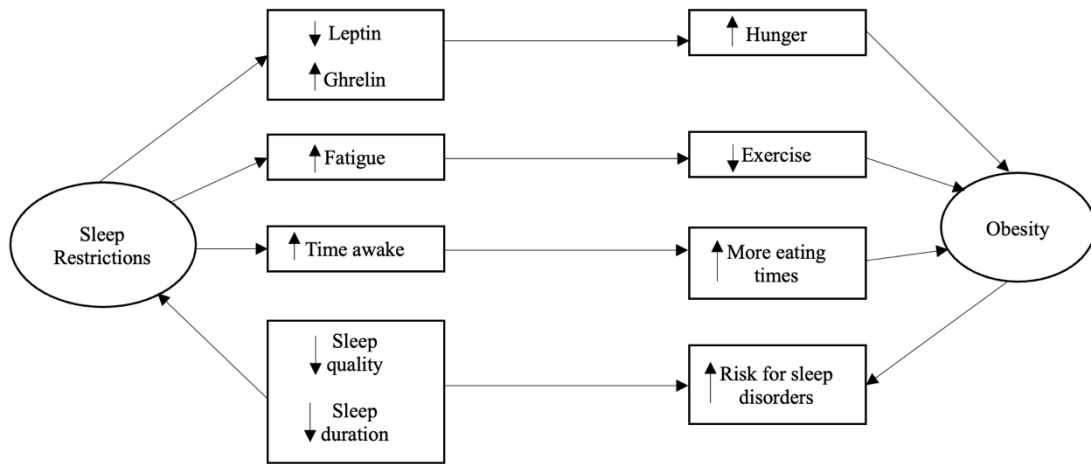 Leptin
Ghrelin
Hunger
Fatigue
Exercise
Sleep
Restrictions
Time awake
More eating
times
Obesity
Sleep
quality
Sleep
duration
Risk for sleep
disorders